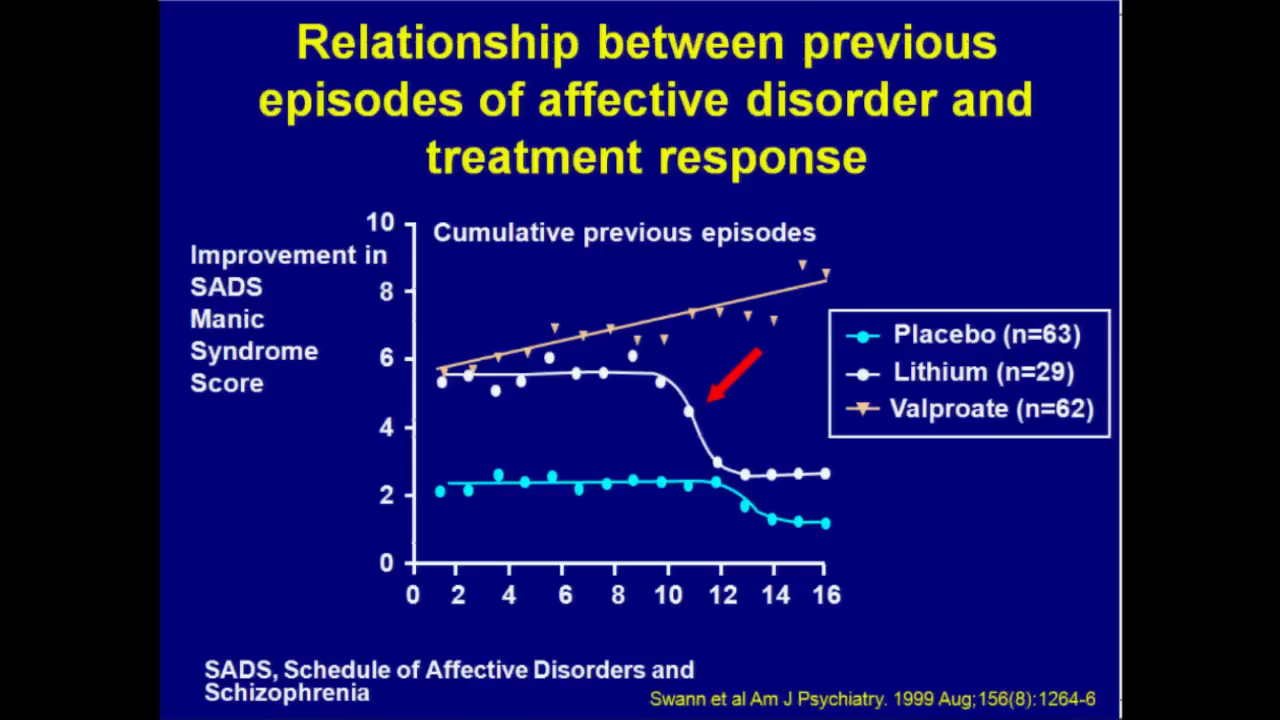 Relationship between previous
episodes of affective disorder and
treatment response
Cumulative previous episodes
Improvement in
SADS
Manic
Syndrome
Score
10
8
6
4
2
0
0 2 4 6 8 10 12 14 16
Placebo (n=63)
Lithium (n=29)
Valproate (n=62)
SADS, Schedule of Affective Disorders and
Schizophrenia
Swann et al Am J Psychiatry. 1999 Aug;156(8):1264-6